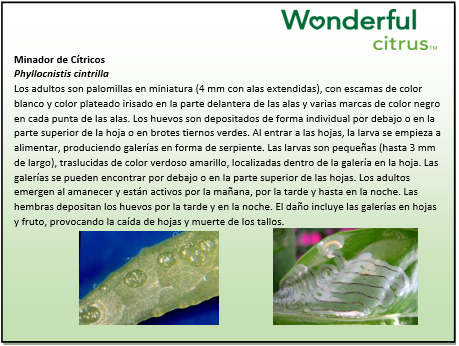 Wonderful
citrus™
Minador de Cítricos
Phyllocnistis cintrilla
Los adultos son palomillas en miniatura (4 mm con alas extendidas), con escamas de color
blanco y color plateado irisado en la parte delantera de las alas y varias marcas de color negro
en cada punta de las alas. Los huevos son depositados de forma individual por debajo o en la
parte superior de la hoja o en brotes tiernos verdes. Al entrar a las hojas, la larva se empieza a
alimentar, produciendo galerías en forma de serpiente. Las larvas son pequeñas (hasta 3 mm
de largo), traslucidas de color verdoso amarillo, localizadas dentro de la galería en la hoja. Las
galerías se pueden encontrar por debajo o en la parte superior de las hojas. Los adultos
emergen al amanecer y están activos por la mañana, por la tarde y hasta en la noche. Las
hembras depositan los huevos por la tarde y en la noche. El daño incluye las galerías en hojas
y fruto, provocando la caída de hojas y muerte de los tallos.